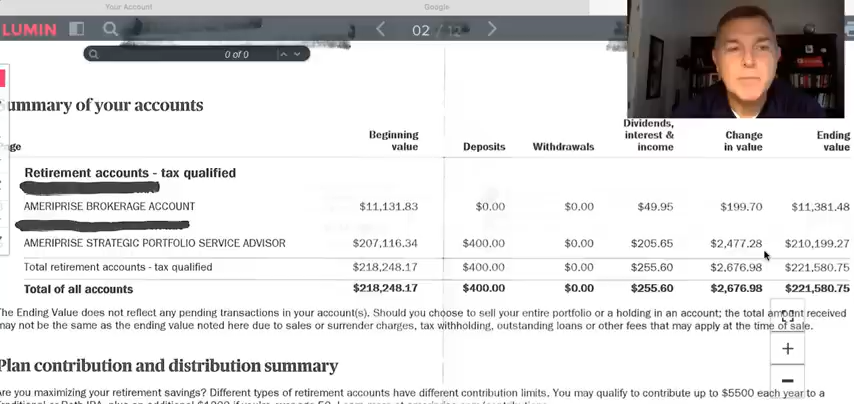 Your Account Google
LUMIN 02 / 12
0 of 0
ummary of your accounts
Beginning value Deposits Withdrawals Dividends, interest & income Change in value Ending value
Retirement accounts - tax qualified
AMERIPRISE BROKERAGE ACCOUNT $11,131.83 $0.00 $0.00 $49.95 $199.70 $11,381.48
AMERIPRISE STRATEGIC PORTFOLIO SERVICE ADVISOR $207,116.34 $400.00 $0.00 $205.65 $2,477.28 $210,199.27
Total retirement accounts - tax qualified $218,248.17 $400.00 $0.00 $255.60 $2,676.98 $221,580.75
Total of all accounts $218,248.17 $400.00 $0.00 $255.60 $2,676.98 $221,580.75
The Ending Value does not reflect any pending transactions in your account(s). Should you choose to sell your entire portfolio or a holding in an account; the total amount received
may not be the same as the ending value noted here due to sales or surrender charges, tax withholding, outstanding loans or other fees that may apply at the time of sale.
Plan contribution and distribution summary
Are you maximizing your retirement savings? Different types of retirement accounts have different contribution limits. You may qualify to contribute up to $5500 each year to a